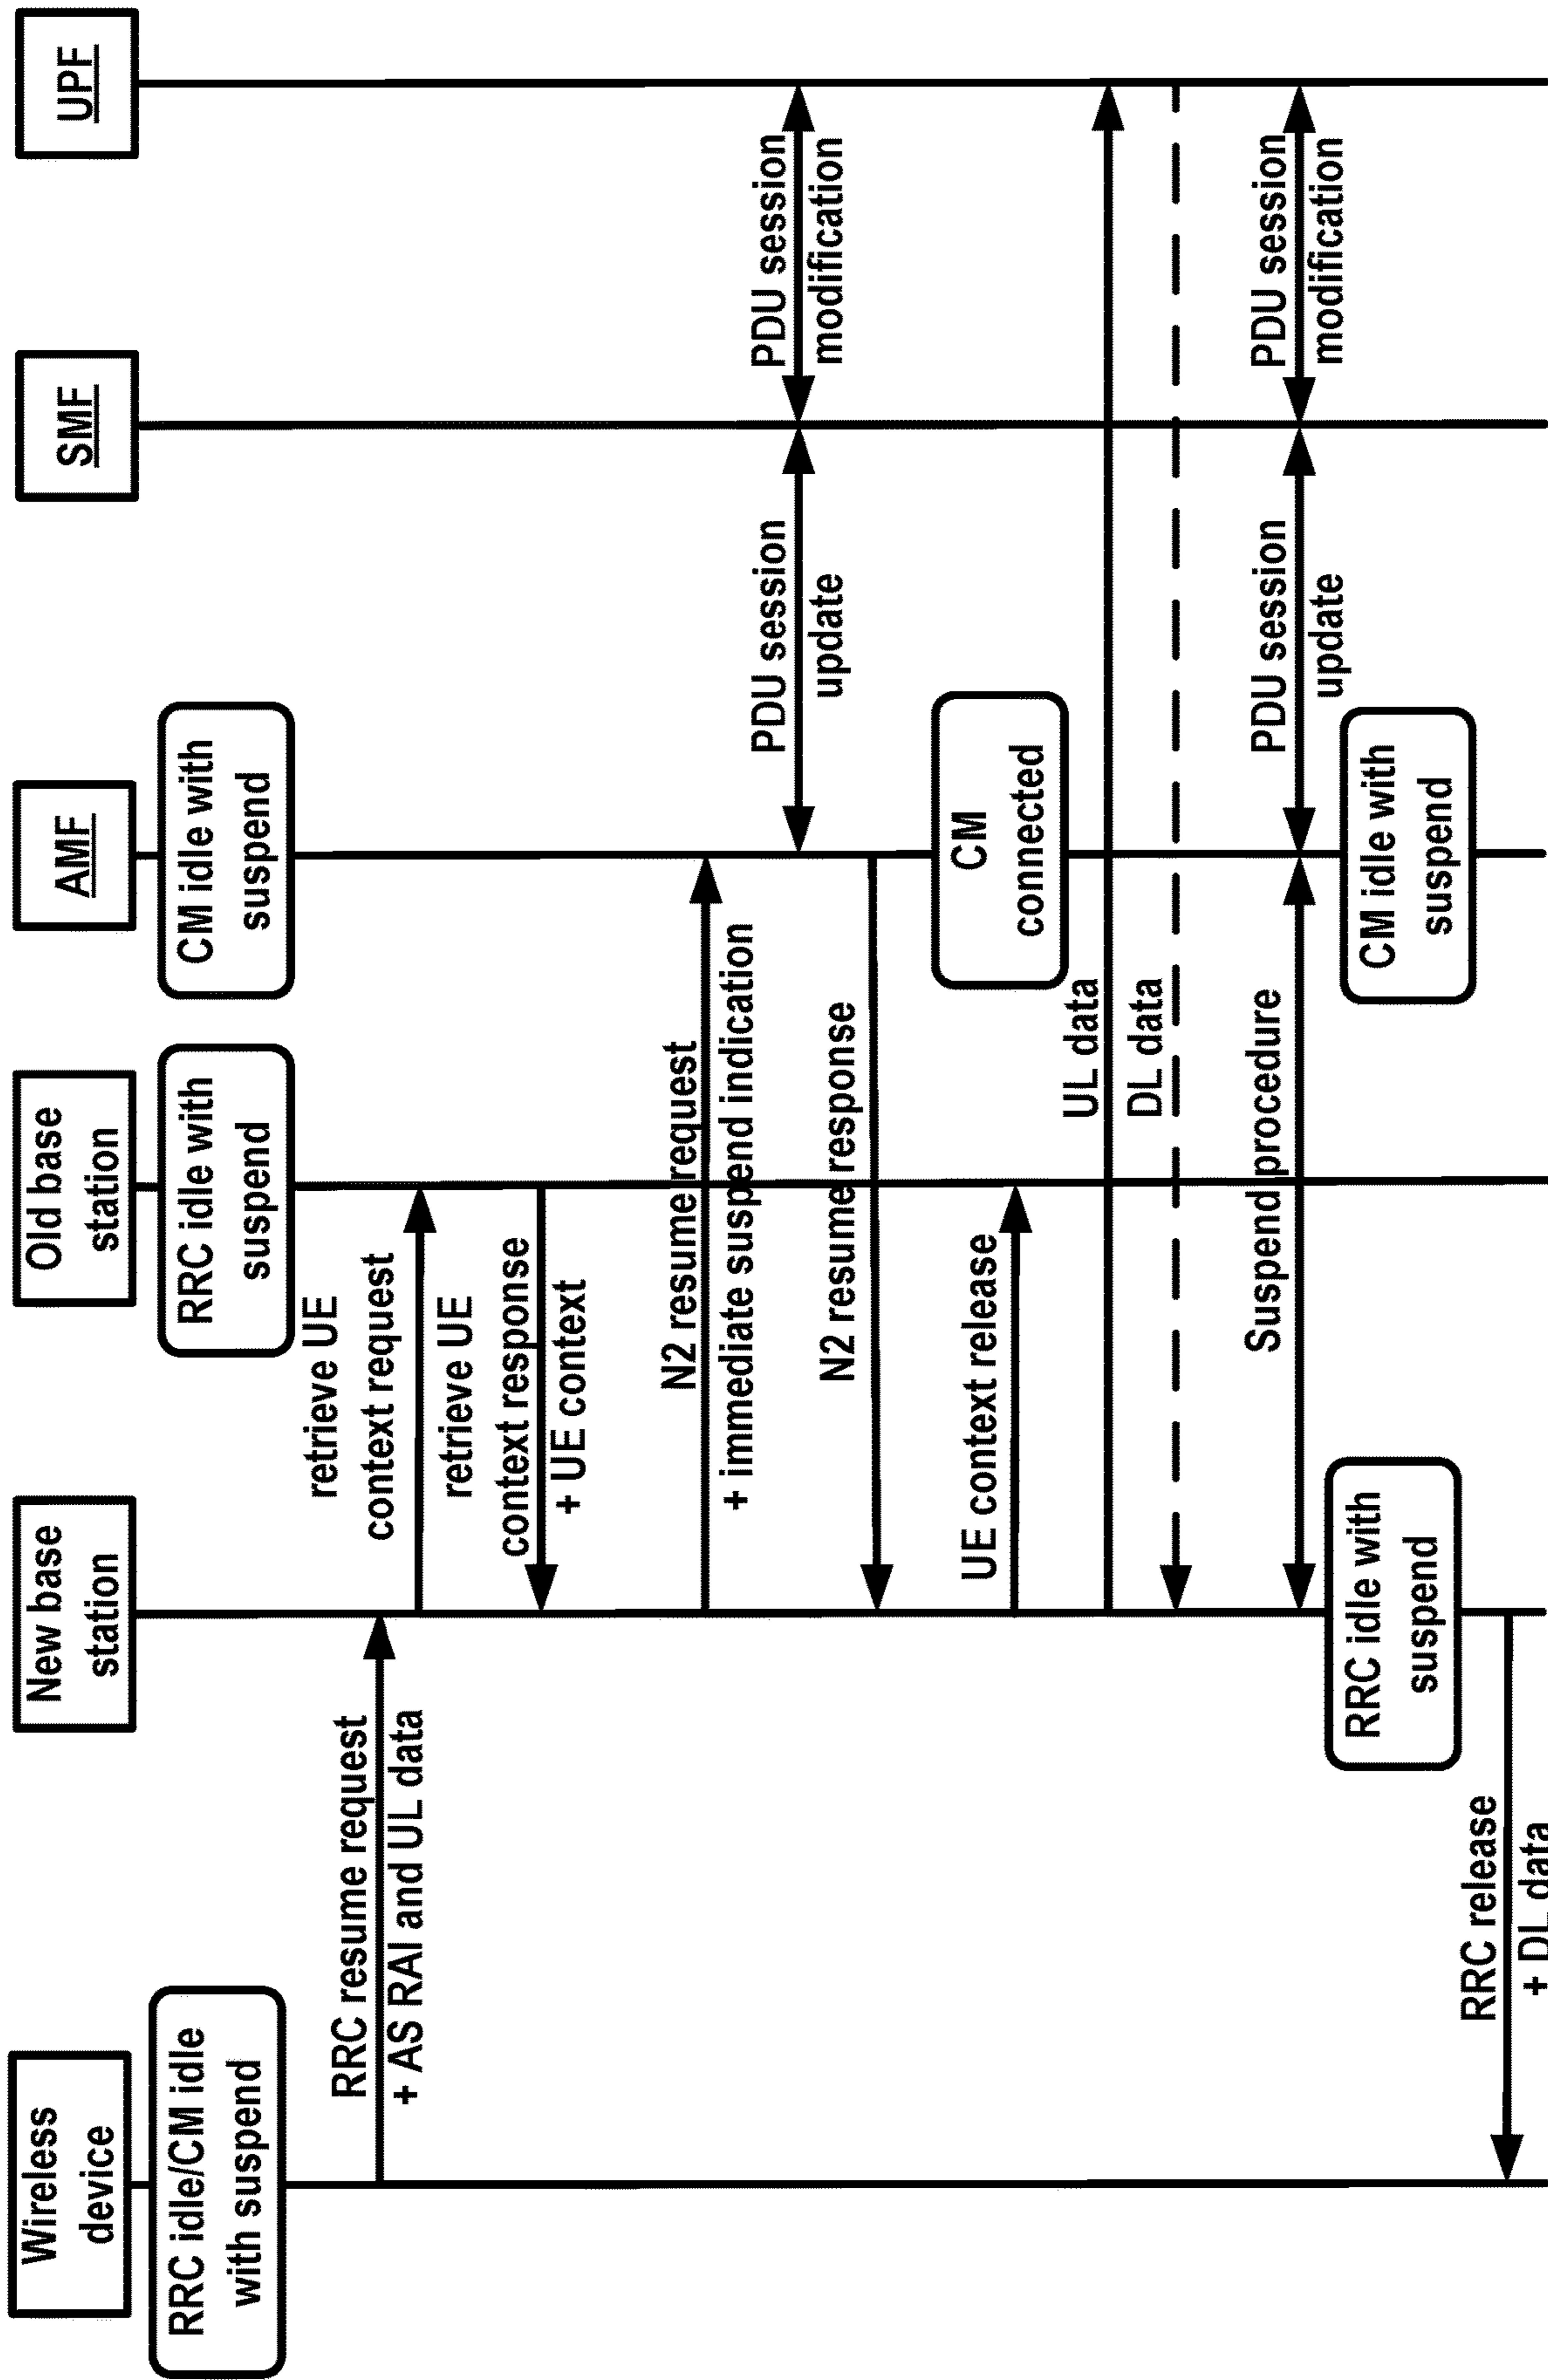 Wireless
device
New base
station
Old base
station
AMF
SMF
UPF
RRC idle/CM idle
with suspend
RRC idle with
suspend
CM idle with
suspend
RRC resume request
+ AS RAI and UL data
retrieve UE
context request
retrieve UE
context response
+ UE context
N2 resume request
+ immediate suspend indication
PDU session
update
PDU session
modification
N2 resume response
CM
connected
UE context release
UL data
DL data
Suspend procedure
PDU session
update
PDU session
modification
RRC idle with
suspend
CM idle with
suspend
RRC release
+ DL data